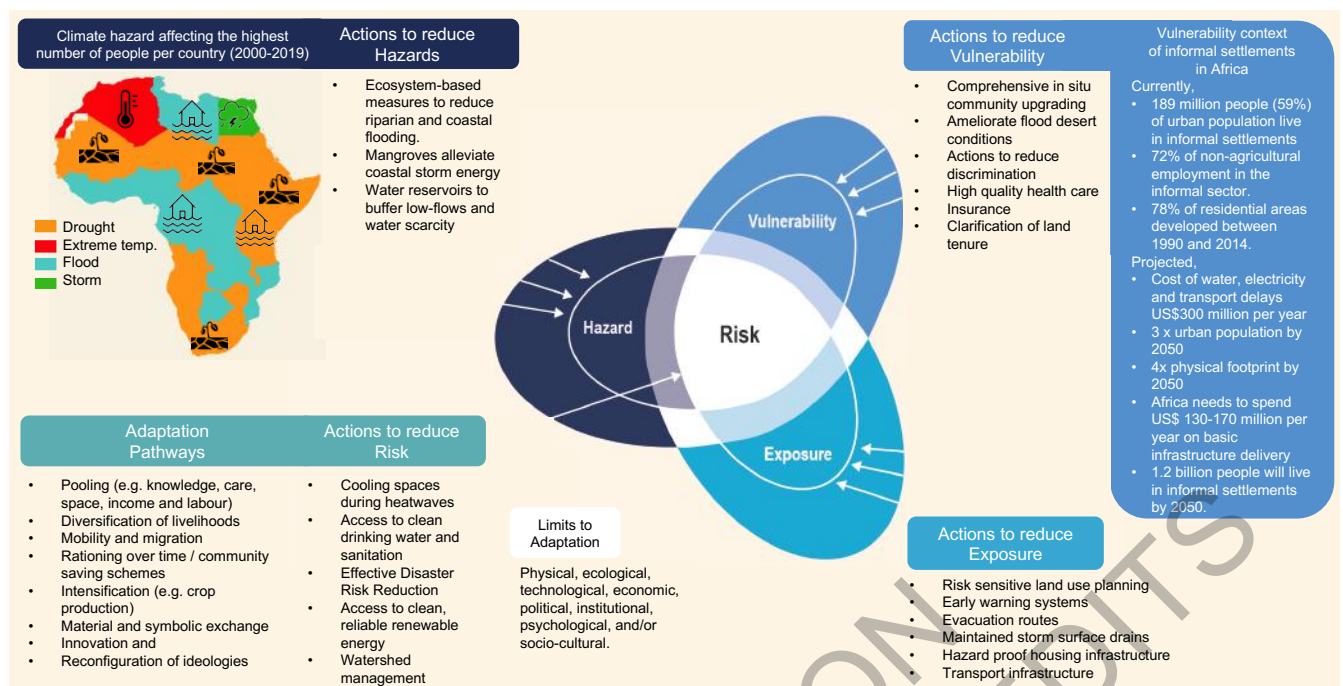 Climate hazard affecting the highest
number of people per country (2000-2019)
Drought
Extreme temp.
Flood
Storm
Actions to reduce
Hazards
• Ecosystem-based
measures to reduce
riparian and coastal
flooding.
• Mangroves alleviate
coastal storm energy
• Water reservoirs to
buffer low-flows and
water scarcity
Hazard
Vulnerability
Risk
Exposure
Actions to reduce
Vulnerability
• Comprehensive in situ
community upgrading
• Ameliorate flood desert
conditions
• Actions to reduce
discrimination
• High quality health care
• Insurance
• Clarification of land
tenure
Vulnerability context
of informal settlements
in Africa
Currently,
• 189 million people (59%)
of urban population live
in informal settlements
• 72% of non-agricultural
employment in the
informal sector.
• 78% of residential areas
developed between
1990 and 2014.
Projected,
• Cost of water, electricity
and transport delays
US$300 million per year
• 3 x urban population by
2050
• 4x physical footprint by
2050
• Africa needs to spend
US$ 130-170 million per
year on basic
infrastructure delivery
• 1.2 billion people will live
in informal settlements
by 2050.
Adaptation
Pathways
• Pooling (e.g. knowledge, care,
space, income and labour)
• Diversification of livelihoods
• Mobility and migration
• Rationing over time / community
saving schemes
• Intensification (e.g. crop
production)
• Material and symbolic exchange
• Innovation and
• Reconfiguration of ideologies
Actions to reduce
Risk
• Cooling spaces
during heatwaves
• Access to clean
drinking water and
sanitation
• Effective Disaster
Risk Reduction
• Access to clean,
reliable renewable
energy
• Watershed
management
Limits to
Adaptation
Physical, ecological,
technological, economic,
political, institutional,
psychological, and/or
socio-cultural.
Actions to reduce
Exposure
• Risk sensitive land use planning
• Early warning systems
• Evacuation routes
• Maintained storm surface drains
• Hazard proof housing infrastructure
• Transport infrastructure